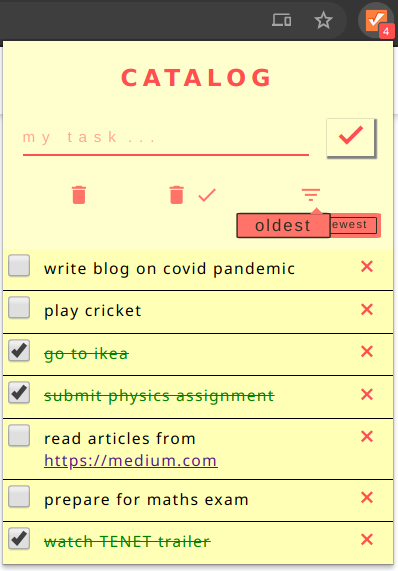 4
CATALOG
my task ...
oldest
ewest
write blog on covid pandemic
play cricket
go to ikea
submit physics assignment
read articles from
https://medium.com
prepare for maths exam
watch TENET trailer